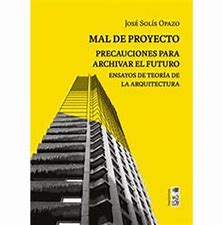 JOSÉ SOLÍS OPAZO
MAL DE PROYECTO
PRECAUCIONES PARA
ARCHIVAR EL FUTURO
ENSAYOS DE TEORÍA DE
LA ARQUITECTURA